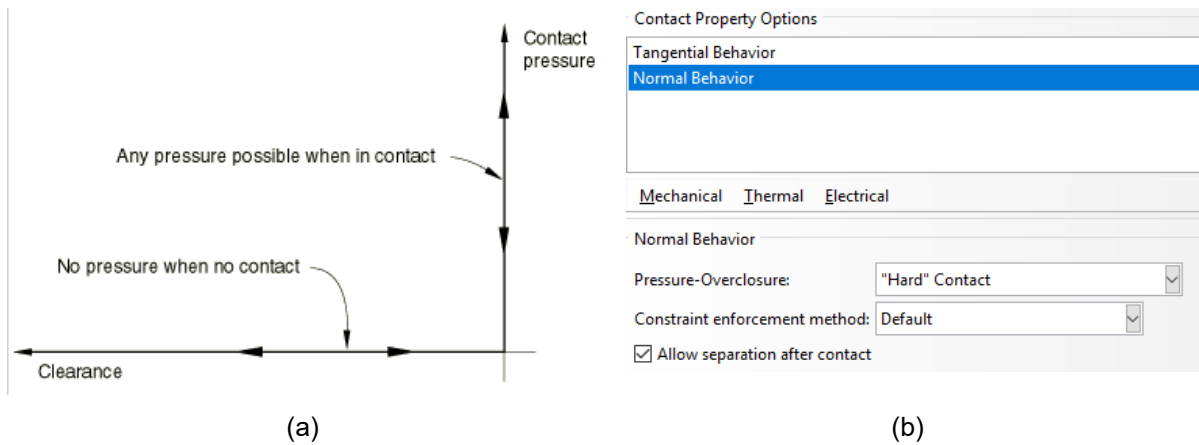 Contact
pressure
Any pressure possible when in contact
No pressure when no contact
Clearance
(a)
Contact Property Options
Tangential Behavior
Normal Behavior
Mechanical Thermal Electrical
Normal Behavior
Pressure-Overclosure: "Hard" Contact
Constraint enforcement method: Default
Allow separation after contact
(b)